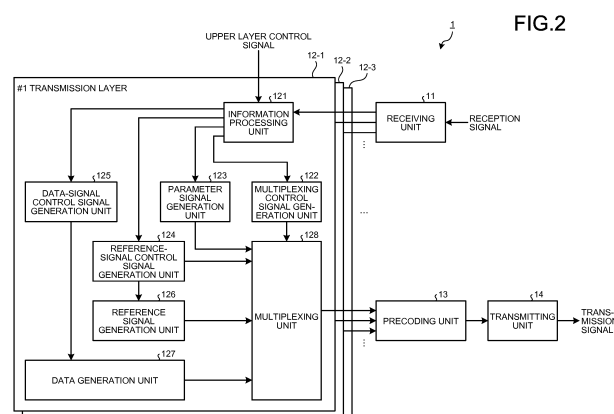 FIG.2
1
UPPER LAYER CONTROL
SIGNAL
12-1
12-2
12-3
#1 TRANSMISSION LAYER
121
INFORMATION
PROCESSING
UNIT
11
RECEIVING
UNIT
RECEPTION
SIGNAL
...
125
DATA-SIGNAL
CONTROL SIGNAL
GENERATION UNIT
123
PARAMETER
SIGNAL
GENERATION
UNIT
122
MULTIPLEXING
CONTROL
SIGNAL GEN-
ERATION UNIT
...
124
REFERENCE-
SIGNAL CONTROL
SIGNAL
GENERATION UNIT
128
MULTIPLEXING
UNIT
126
REFERENCE
SIGNAL
GENERATION UNIT
13
PRECODING UNIT
14
TRANSMITTING
UNIT
TRANS-
MISSION
SIGNAL
...
127
DATA GENERATION UNIT